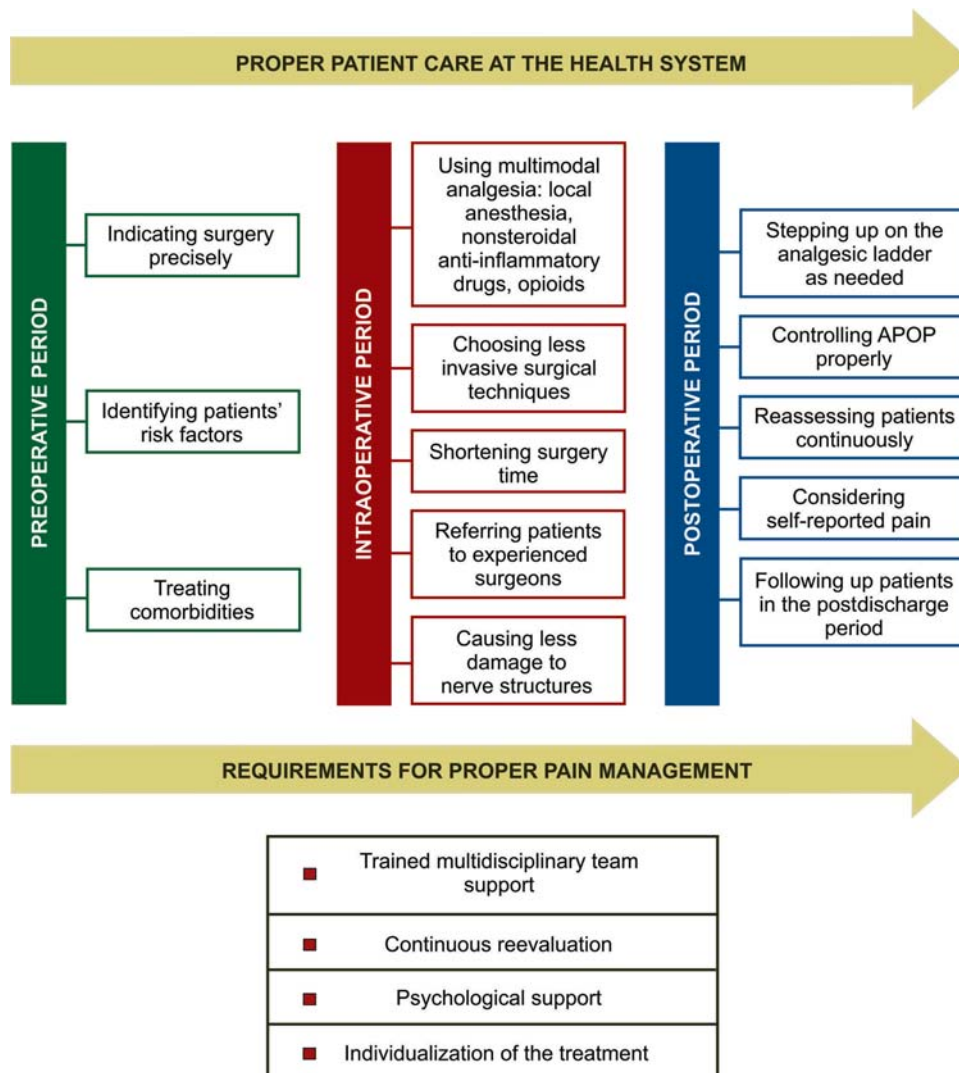 PROPER PATIENT CARE AT THE HEALTH SYSTEM
PREOPERATIVE PERIOD
Indicating surgery
precisely
Identifying patients’
risk factors
Treating
comorbidities
INTRAOPERATIVE PERIOD
Using multimodal
analgesia: local
anesthesia,
nonsteroidal
anti-inflammatory
drugs, opioids
Choosing less
invasive surgical
techniques
Shortening surgery
time
Referring patients
to experienced
surgeons
Causing less
damage to
nerve structures
POSTOPERATIVE PERIOD
Stepping up on the
analgesic ladder
as needed
Controlling APOP
properly
Reassessing patients
continuously
Considering
self-reported pain
Following up patients
in the postdischarge
period
REQUIREMENTS FOR PROPER PAIN MANAGEMENT
Trained multidisciplinary team
support
Continuous reevaluation
Psychological support
Individualization of the treatment